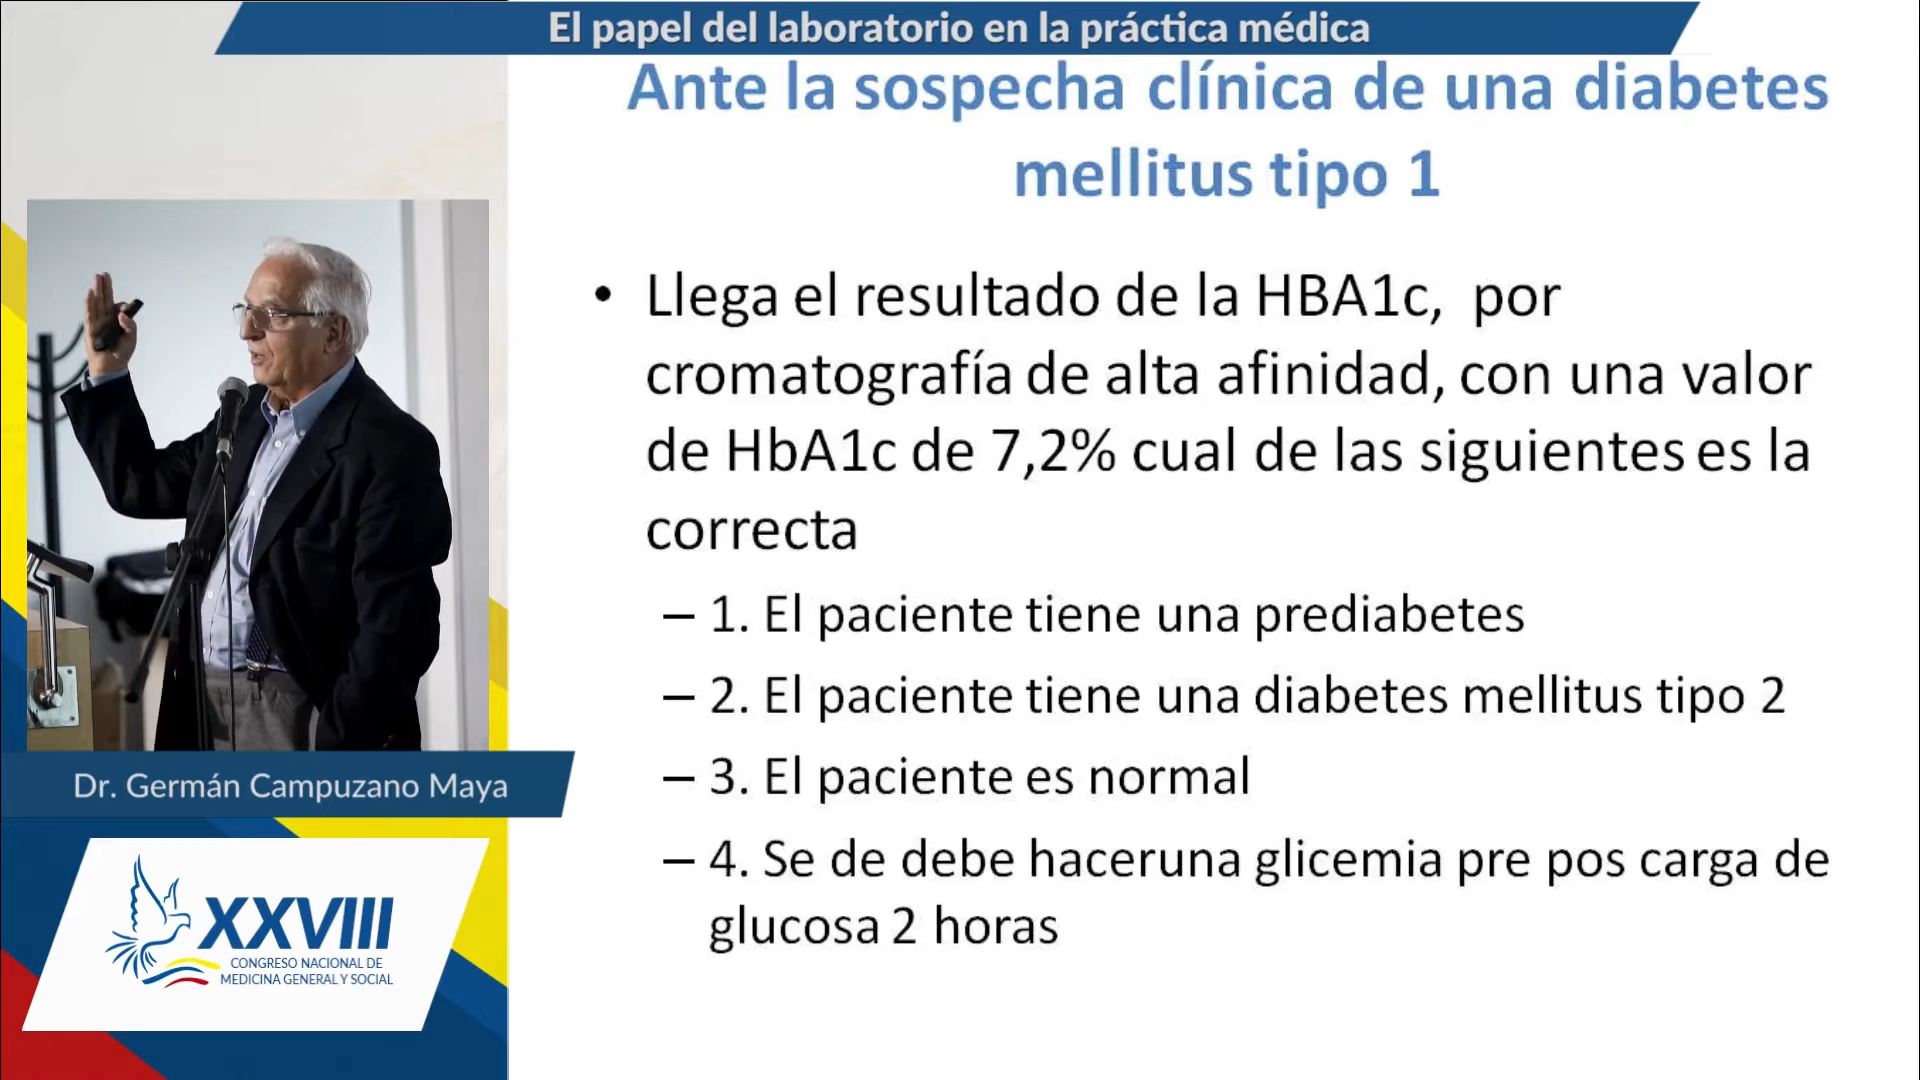 El papel del laboratorio en la práctica médica
Ante la sospecha clínica de una diabetes
mellitus tipo 1
• Llega el resultado de la HBA1c, por
cromatografía de alta afinidad, con una valor
de HbA1c de 7,2% cual de las siguientes es la
correcta
– 1. El paciente tiene una prediabetes
– 2. El paciente tiene una diabetes mellitus tipo 2
– 3. El paciente es normal
– 4. Se de debe haceruna glicemia pre pos carga de
glucosa 2 horas
Dr. Germán Campuzano Maya
XXVIII
CONGRESO NACIONAL DE
MEDICINA GENERAL Y SOCIAL